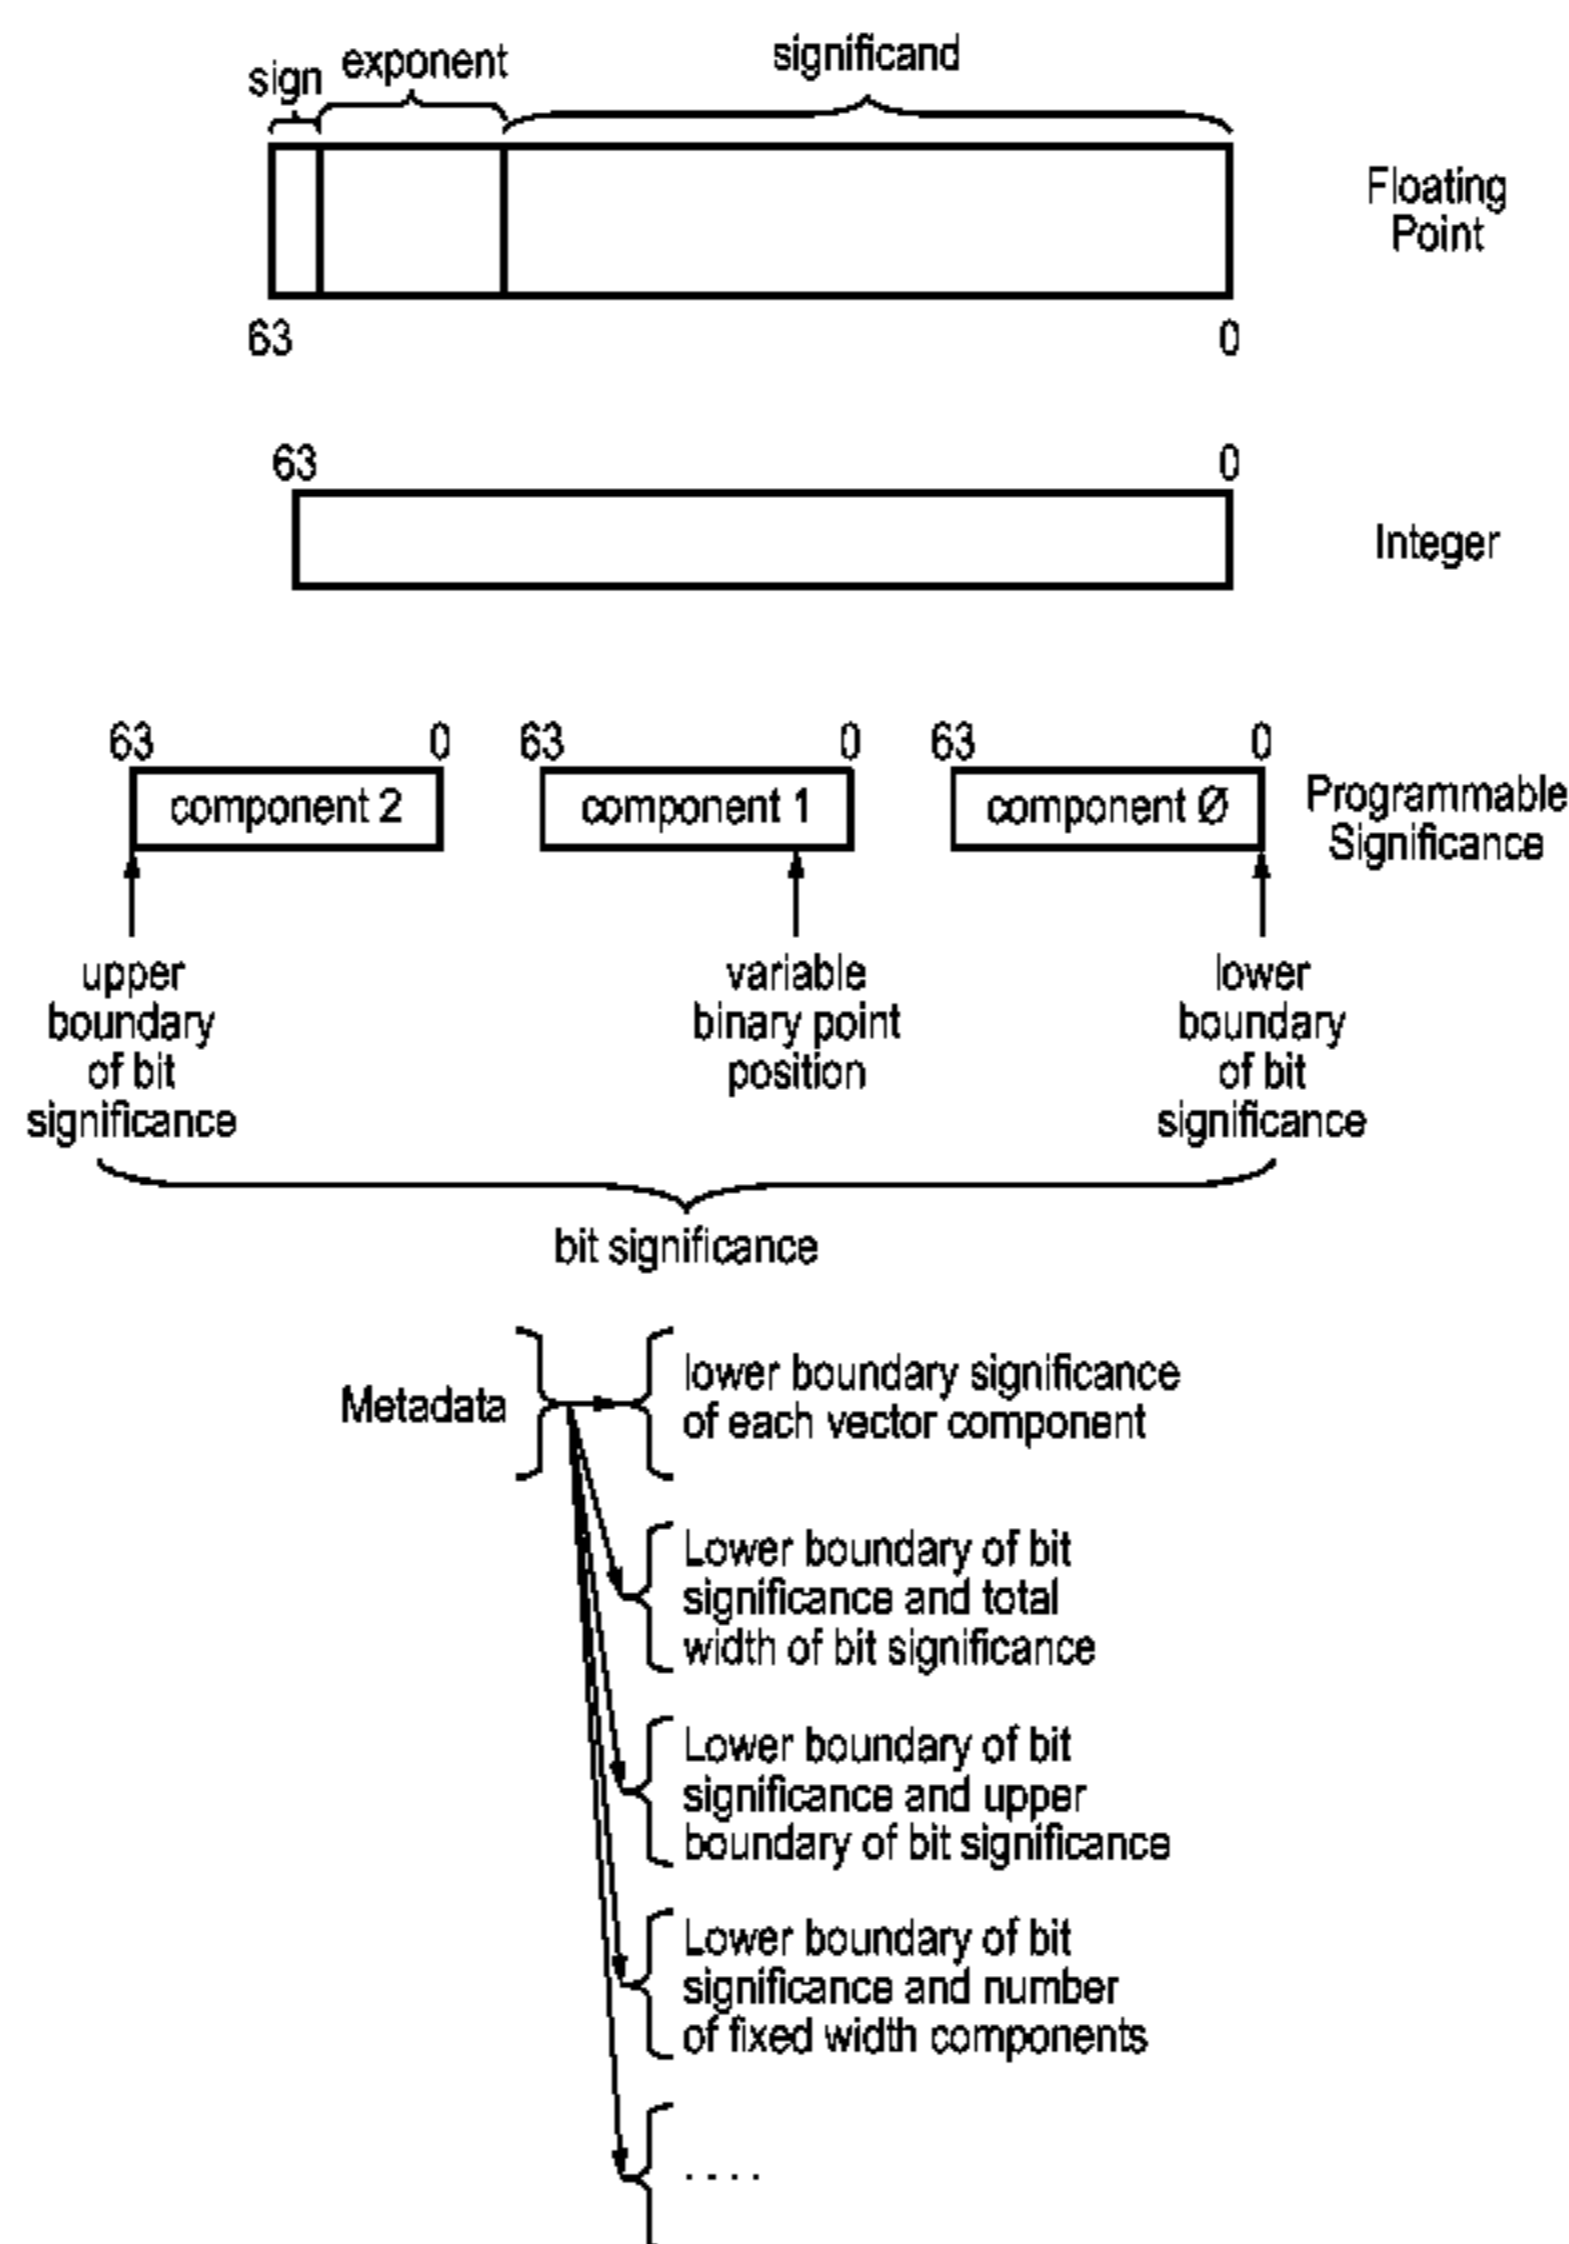 sign
exponent
significand
Floating
Point
63
0
63
0
Integer
63
0
63
0
63
0
component 2
component 1
component Ø
Programmable
Significance
upper
boundary
of bit
significance
variable
binary point
position
lower
boundary
of bit
significance
bit significance
Metadata
lower boundary significance
of each vector component
Lower boundary of bit
significance and total
width of bit significance
Lower boundary of bit
significance and upper
boundary of bit significance
Lower boundary of bit
significance and number
of fixed width components
. . . .